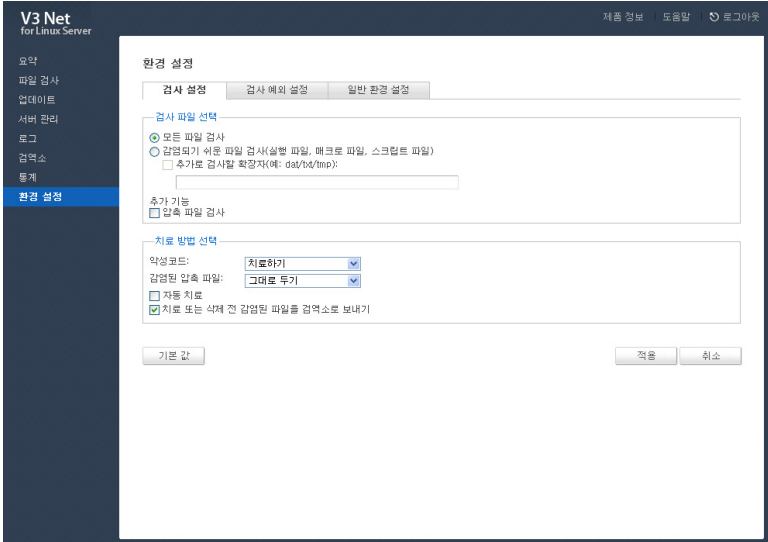 V3 Net
for Linux Server
제품 정보 도움말 로그아웃
요약
파일 검사
업데이트
서버 관리
로그
검역소
통계
환경 설정
환경 설정
검사 설정 검사 예외 설정 일반 환경 설정
검사 파일 선택
모든 파일 검사
감염되기 쉬운 파일 검사(실행 파일, 매크로 파일, 스크립트 파일)
추가로 검사할 확장자(예: dat/txt/tmp):
추가 기능
압축 파일 검사
치료 방법 선택
악성코드: 치료하기
감염된 압축 파일: 그대로 두기
자동 치료
치료 또는 삭제 전 감염된 파일을 검역소로 보내기
기본 값 적용 취소